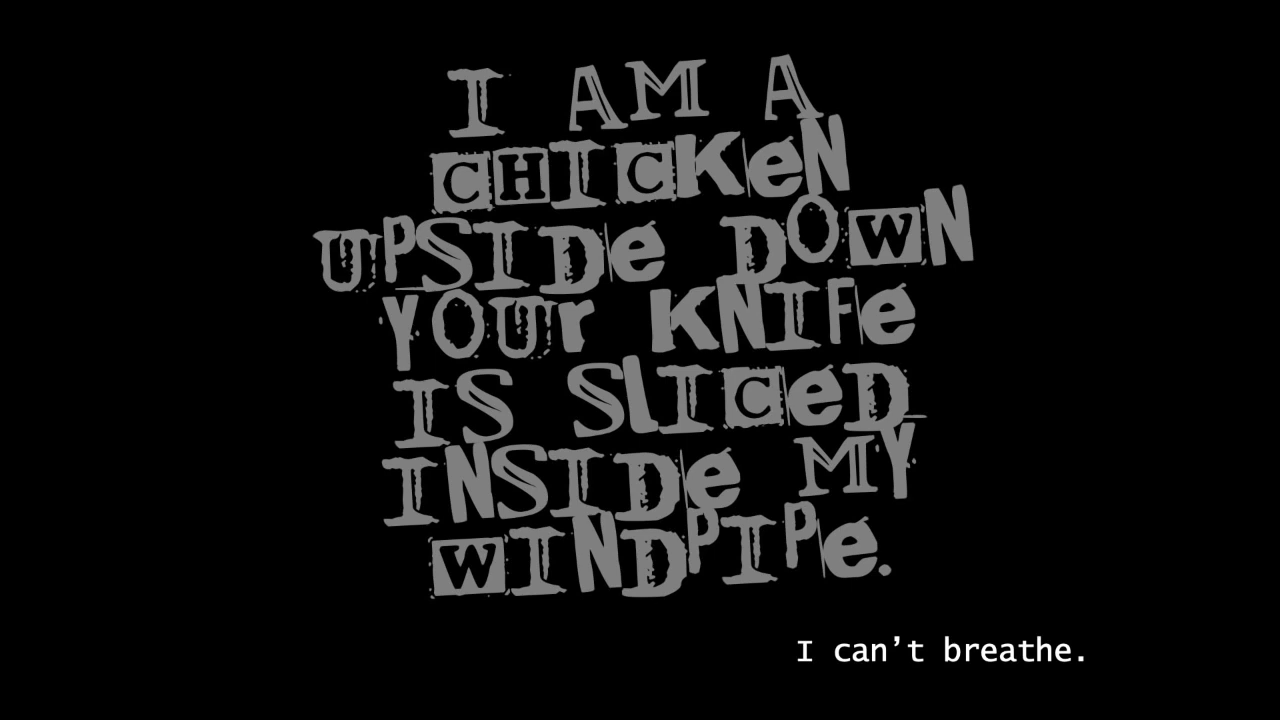 I AM A
CHICKeN
UPSIDe DOWN
YOUr KNIFe
IS SlICeD
INSIDe MY
WINDPIPe.
I can’t breathe.